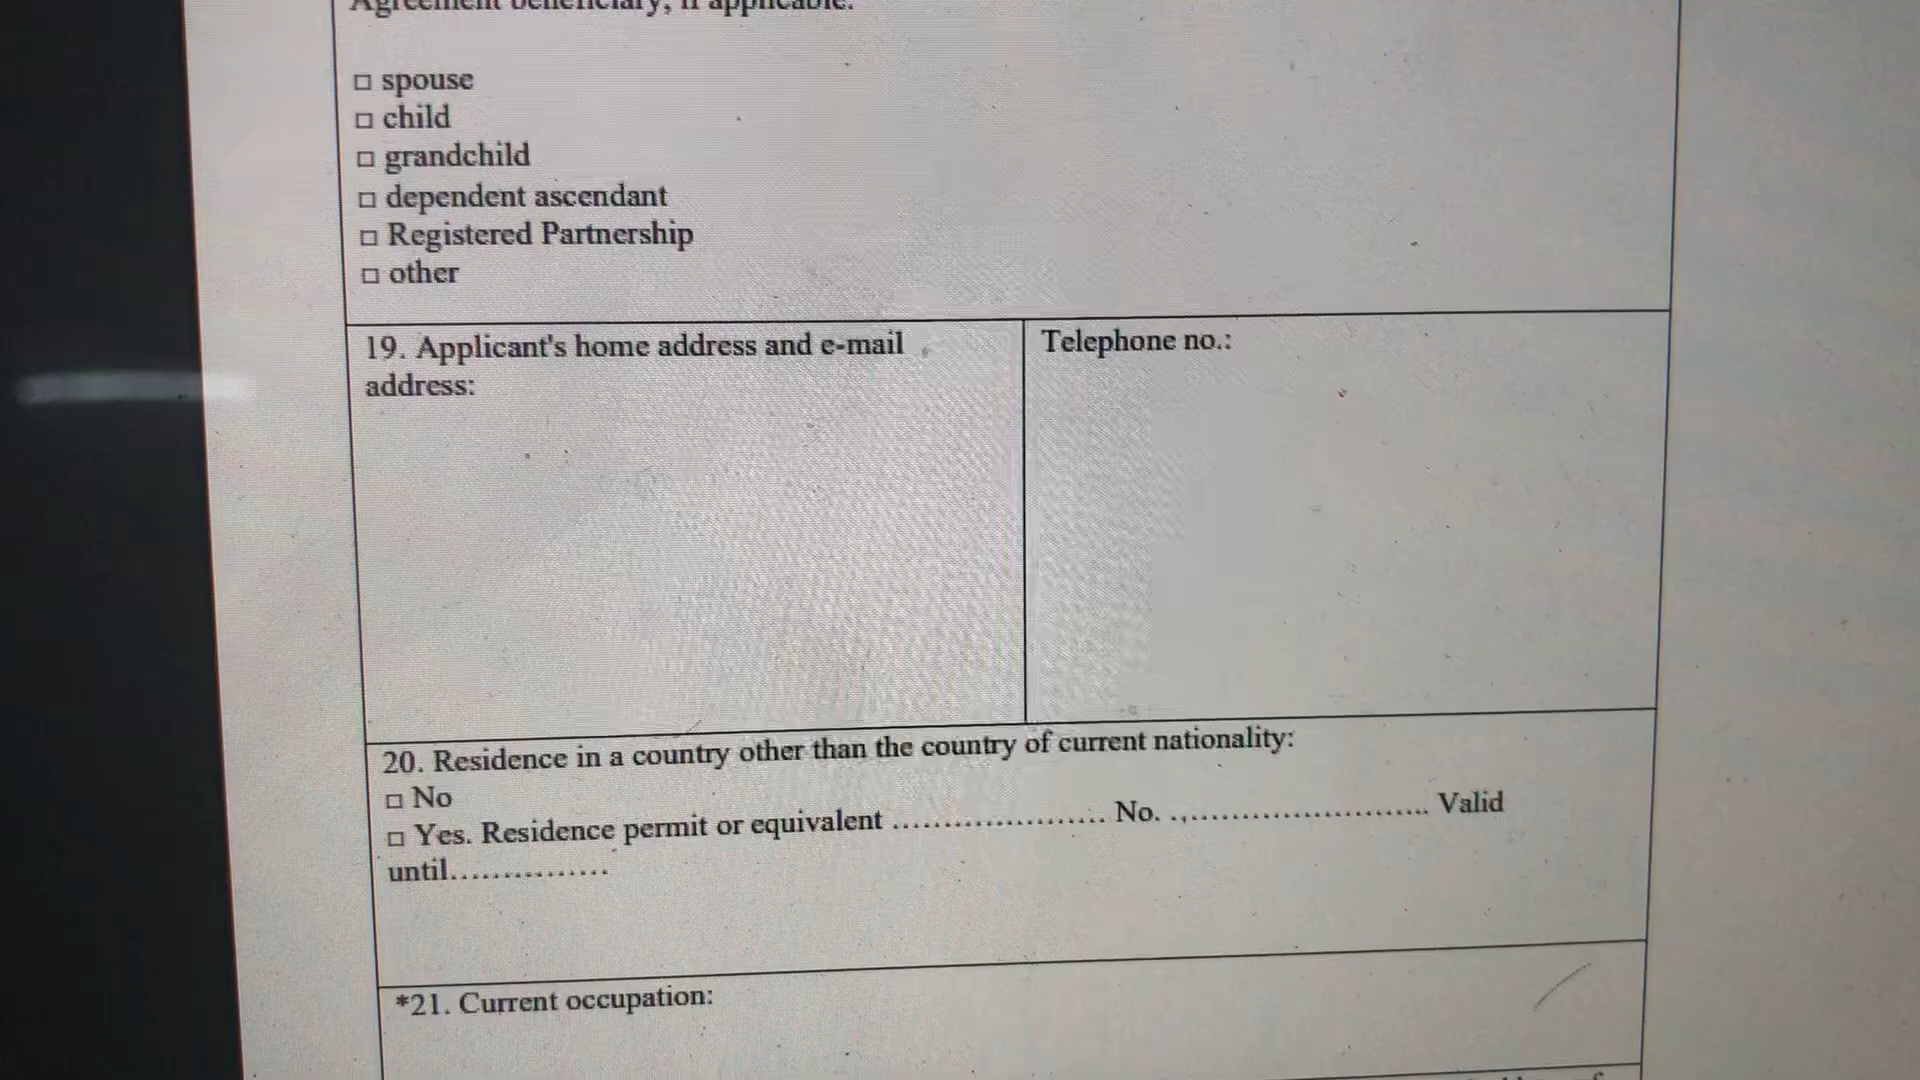 Agreement beneficiary, if applicable:
□ spouse
□ child
□ grandchild
□ dependent ascendant
□ Registered Partnership
□ other
19. Applicant's home address and e-mail
address:
Telephone no.:
20. Residence in a country other than the country of current nationality:
□ No
□ Yes. Residence permit or equivalent ...................... No. .,......................... Valid
until................
*21. Current occupation: